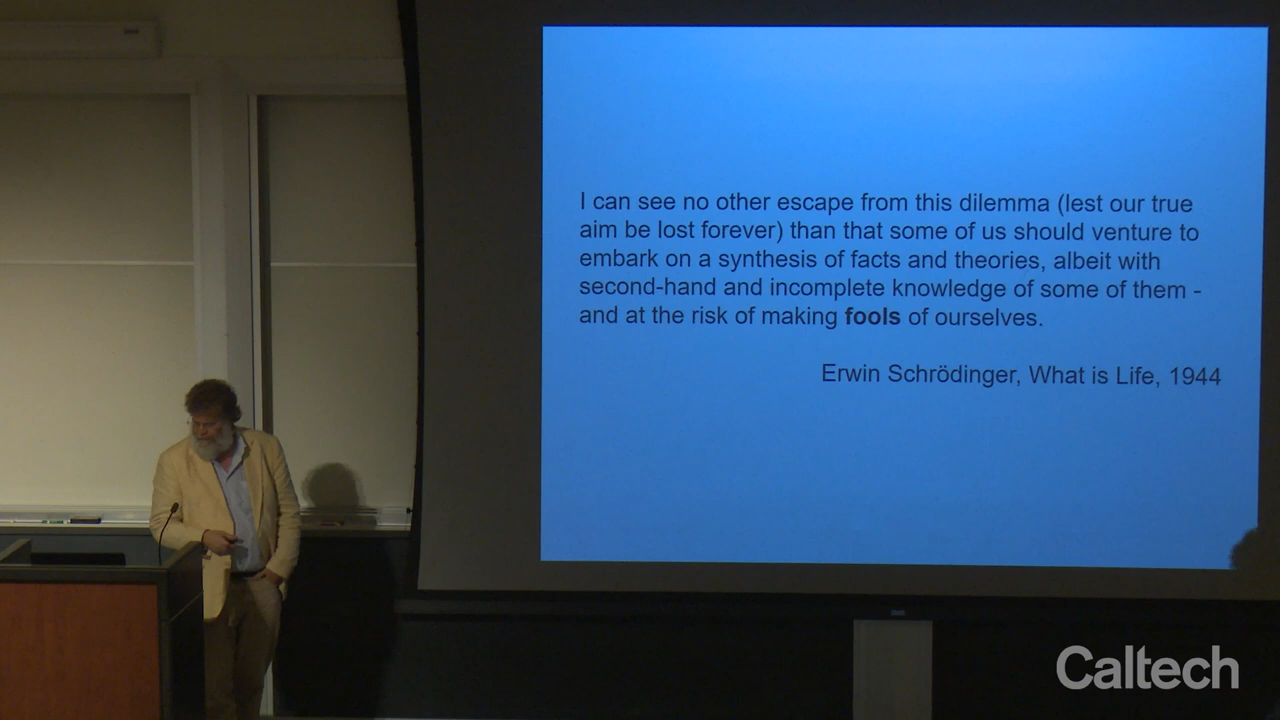 I can see no other escape from this dilemma (lest our true
aim be lost forever) than that some of us should venture to
embark on a synthesis of facts and theories, albeit with
second-hand and incomplete knowledge of some of them -
and at the risk of making fools of ourselves.
Erwin Schrödinger, What is Life, 1944
Caltech